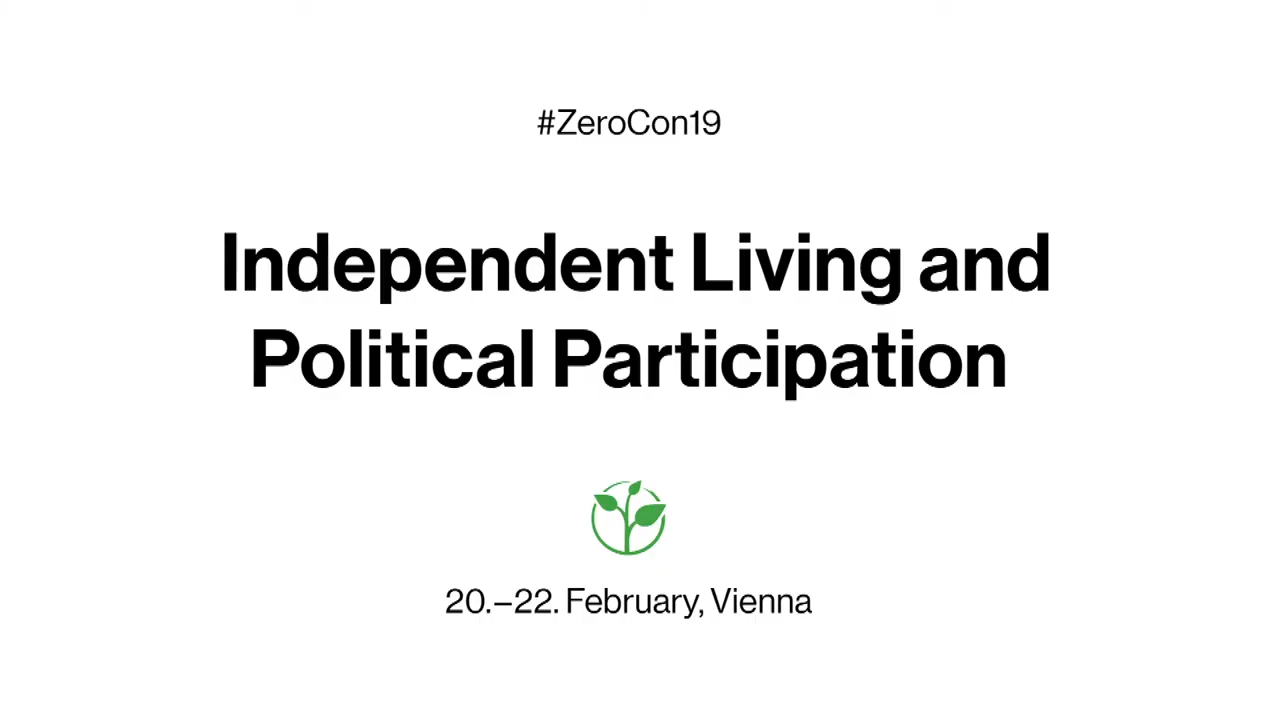 #ZeroCon19
Independent Living and
Political Participation
20.–22. February, Vienna